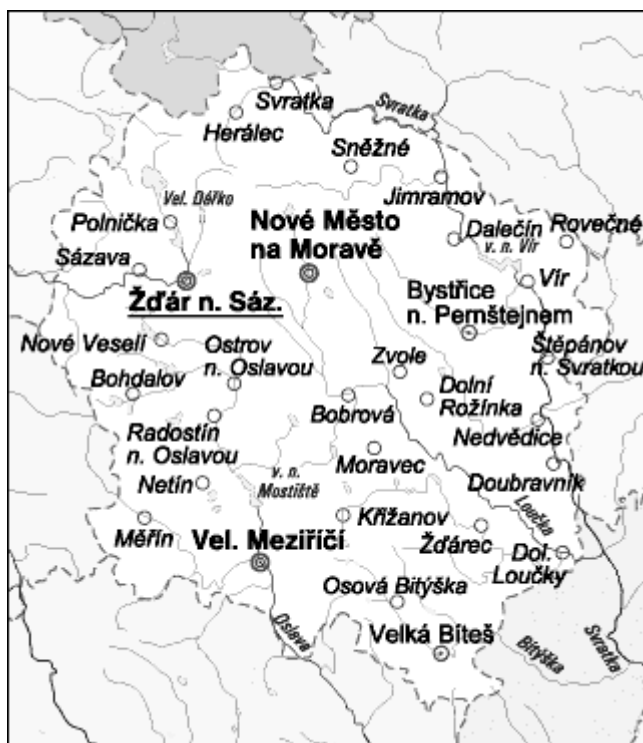 Svratka
Svratka
Herálec
Sněžné
Jimramov
Vel. Dářko
Polnička
Nové Město
na Moravě
Dalečín
v. n. Vír
Rovečné
Sázava
Vír
Žďár n. Sáz.
Bystřice
n. Pernštejnem
Nové Veselí
Ostrov
n. Oslavou
Zvole
Štěpánov
n. Svratkou
Bohdalov
Dolní
Rožínka
Bobrová
Radostín
n. Oslavou
Nedvědice
Moravec
v. n.
Mostiště
Doubravník
Netín
Loučka
Měřín
Křižanov
Vel. Meziříčí
Žďárec
Dol.
Loučky
Osová Bitýška
Oslava
Velká Bíteš
Bitýška
Svratka